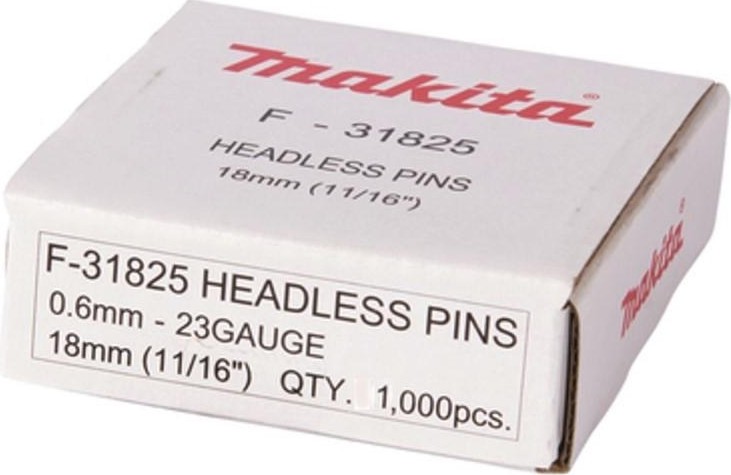 makita®
F - 31825
HEADLESS PINS
18mm (11/16")
F-31825 HEADLESS PINS
0.6mm - 23GAUGE
18mm (11/16") QTY. 1,000pcs.
makita®